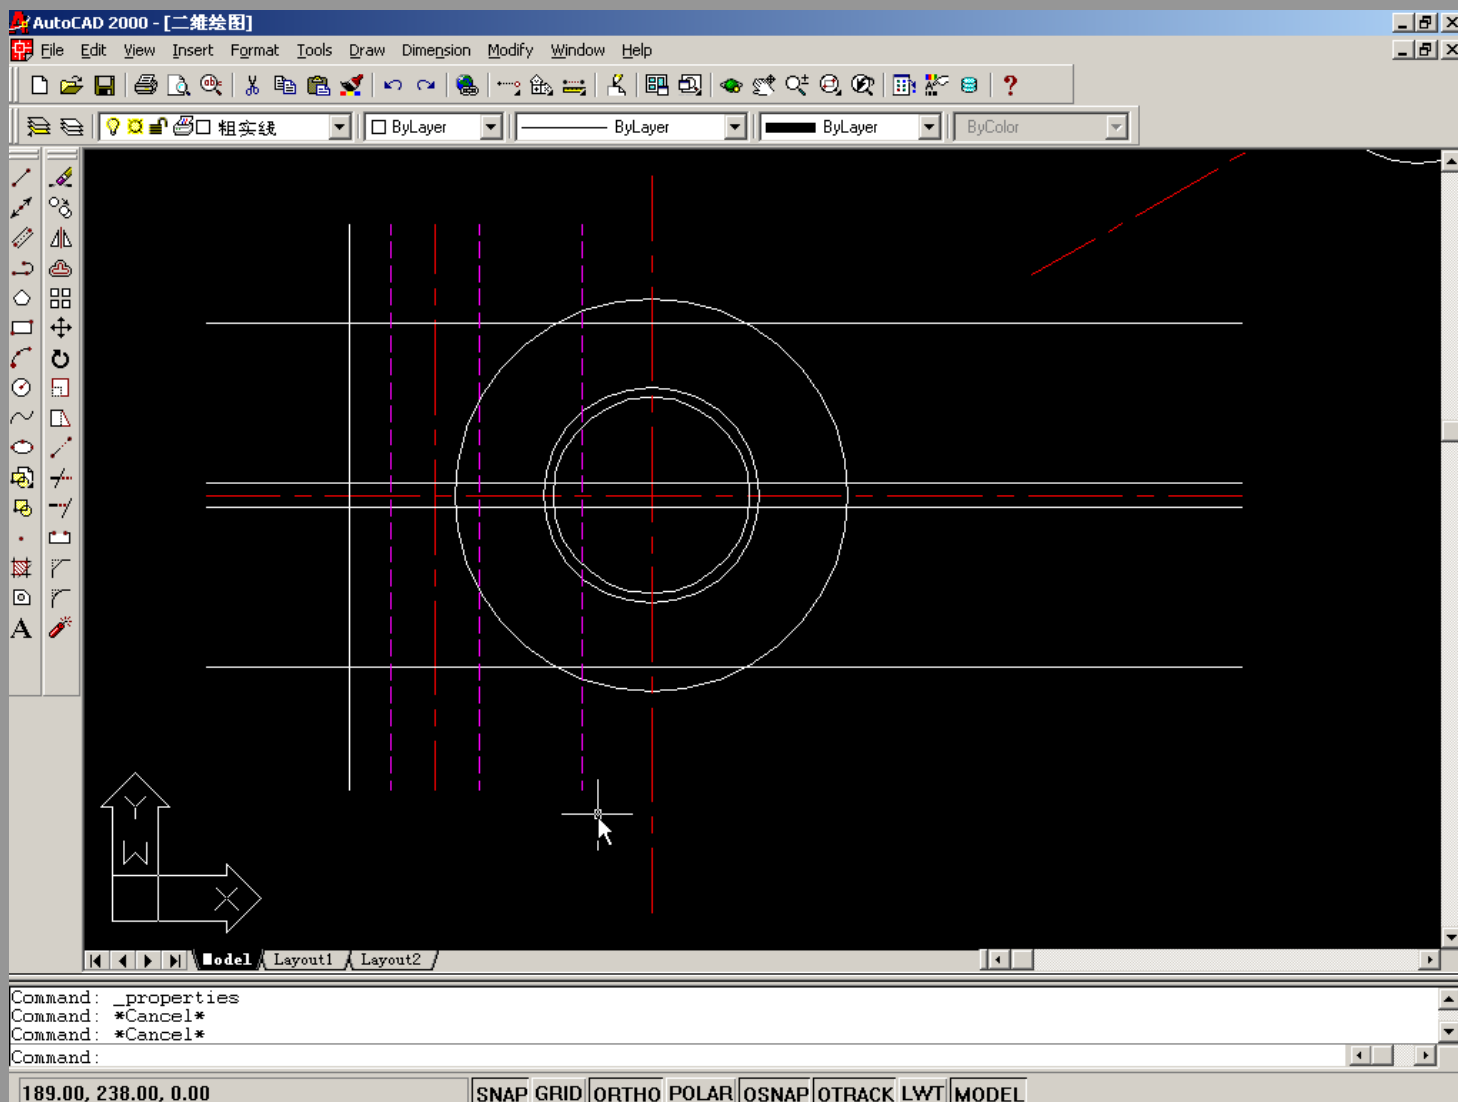 AutoCAD 2000 - [二维绘图]
File Edit View Insert Format Tools Draw Dimension Modify Window Help
粗实线 ByLayer ByLayer ByLayer ByColor
Y
W
X
Model Layout1 Layout2
Command: _properties
Command: *Cancel*
Command: *Cancel*
Command:
189.00, 238.00, 0.00 SNAP GRID ORTHO POLAR OSNAP OTRACK LWT MODEL